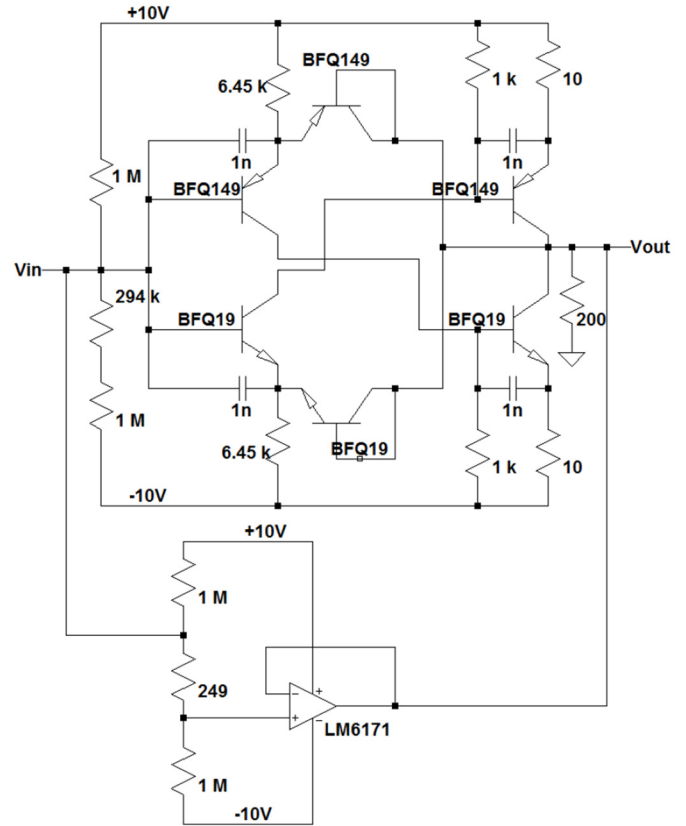 +10V
BFQ149
6.45 k
1 k
10
1n
1n
1 M
BFQ149
BFQ149
Vin
Vout
294 k
BFQ19
BFQ19
200
1n
1n
1 M
6.45 k
BFQ19
1 k
10
-10V
+10V
1 M
249
−
+
+
−
LM6171
1 M
-10V